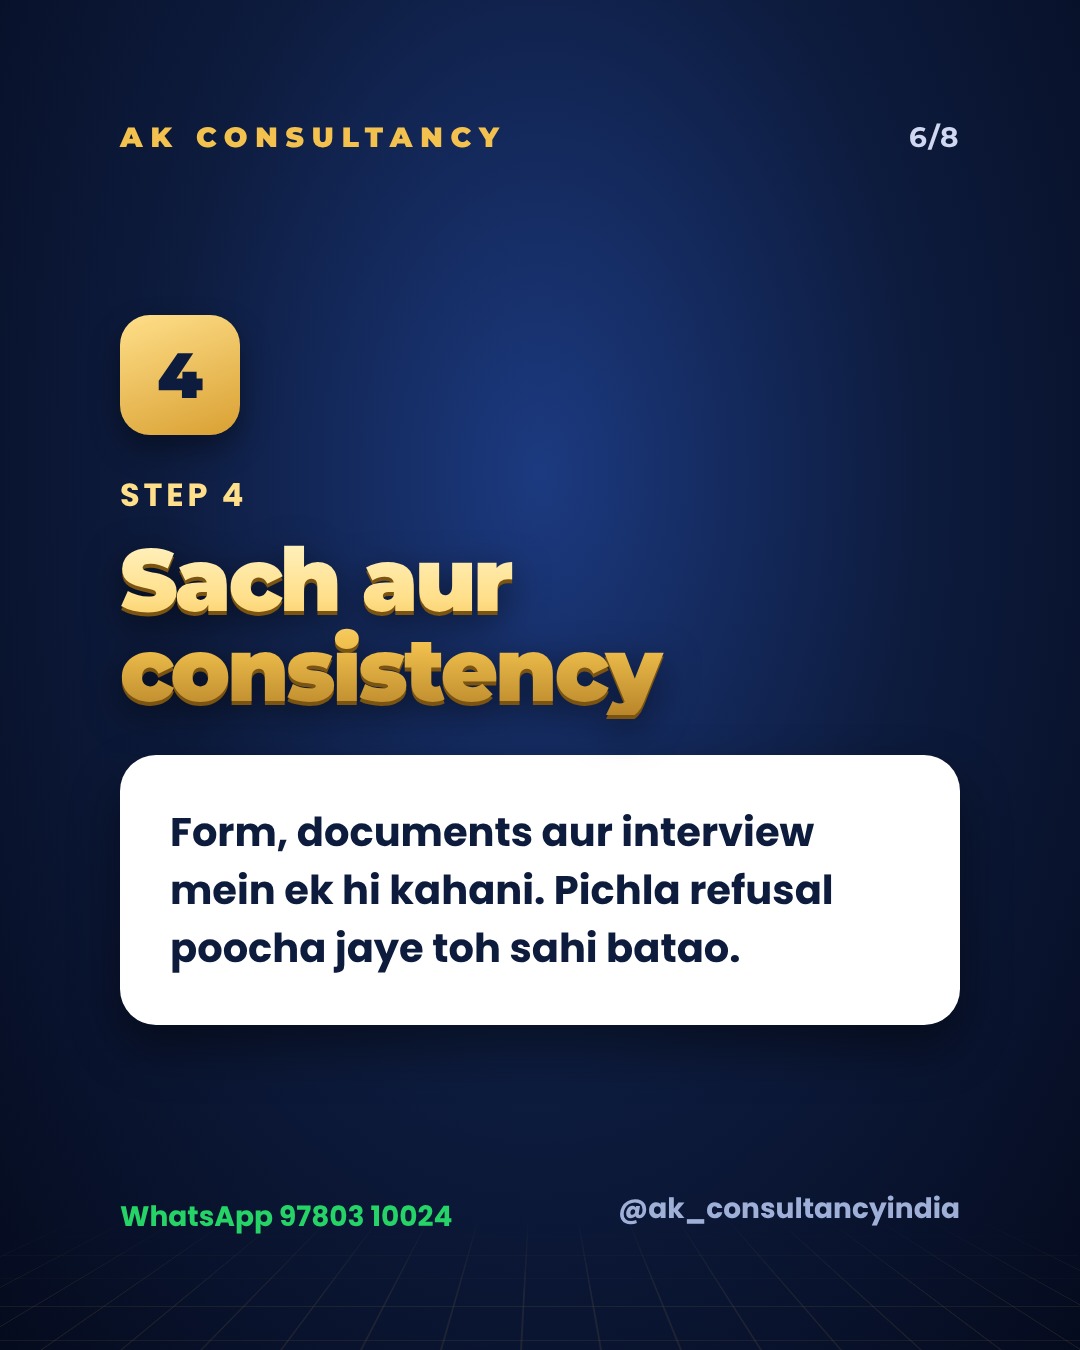 AK CONSULTANCY
6/8
4
STEP 4
Sach aur
consistency
Form, documents aur interview
mein ek hi kahani. Pichla refusal
poocha jaye toh sahi batao.
WhatsApp 97803 10024
@ak_consultancyindia